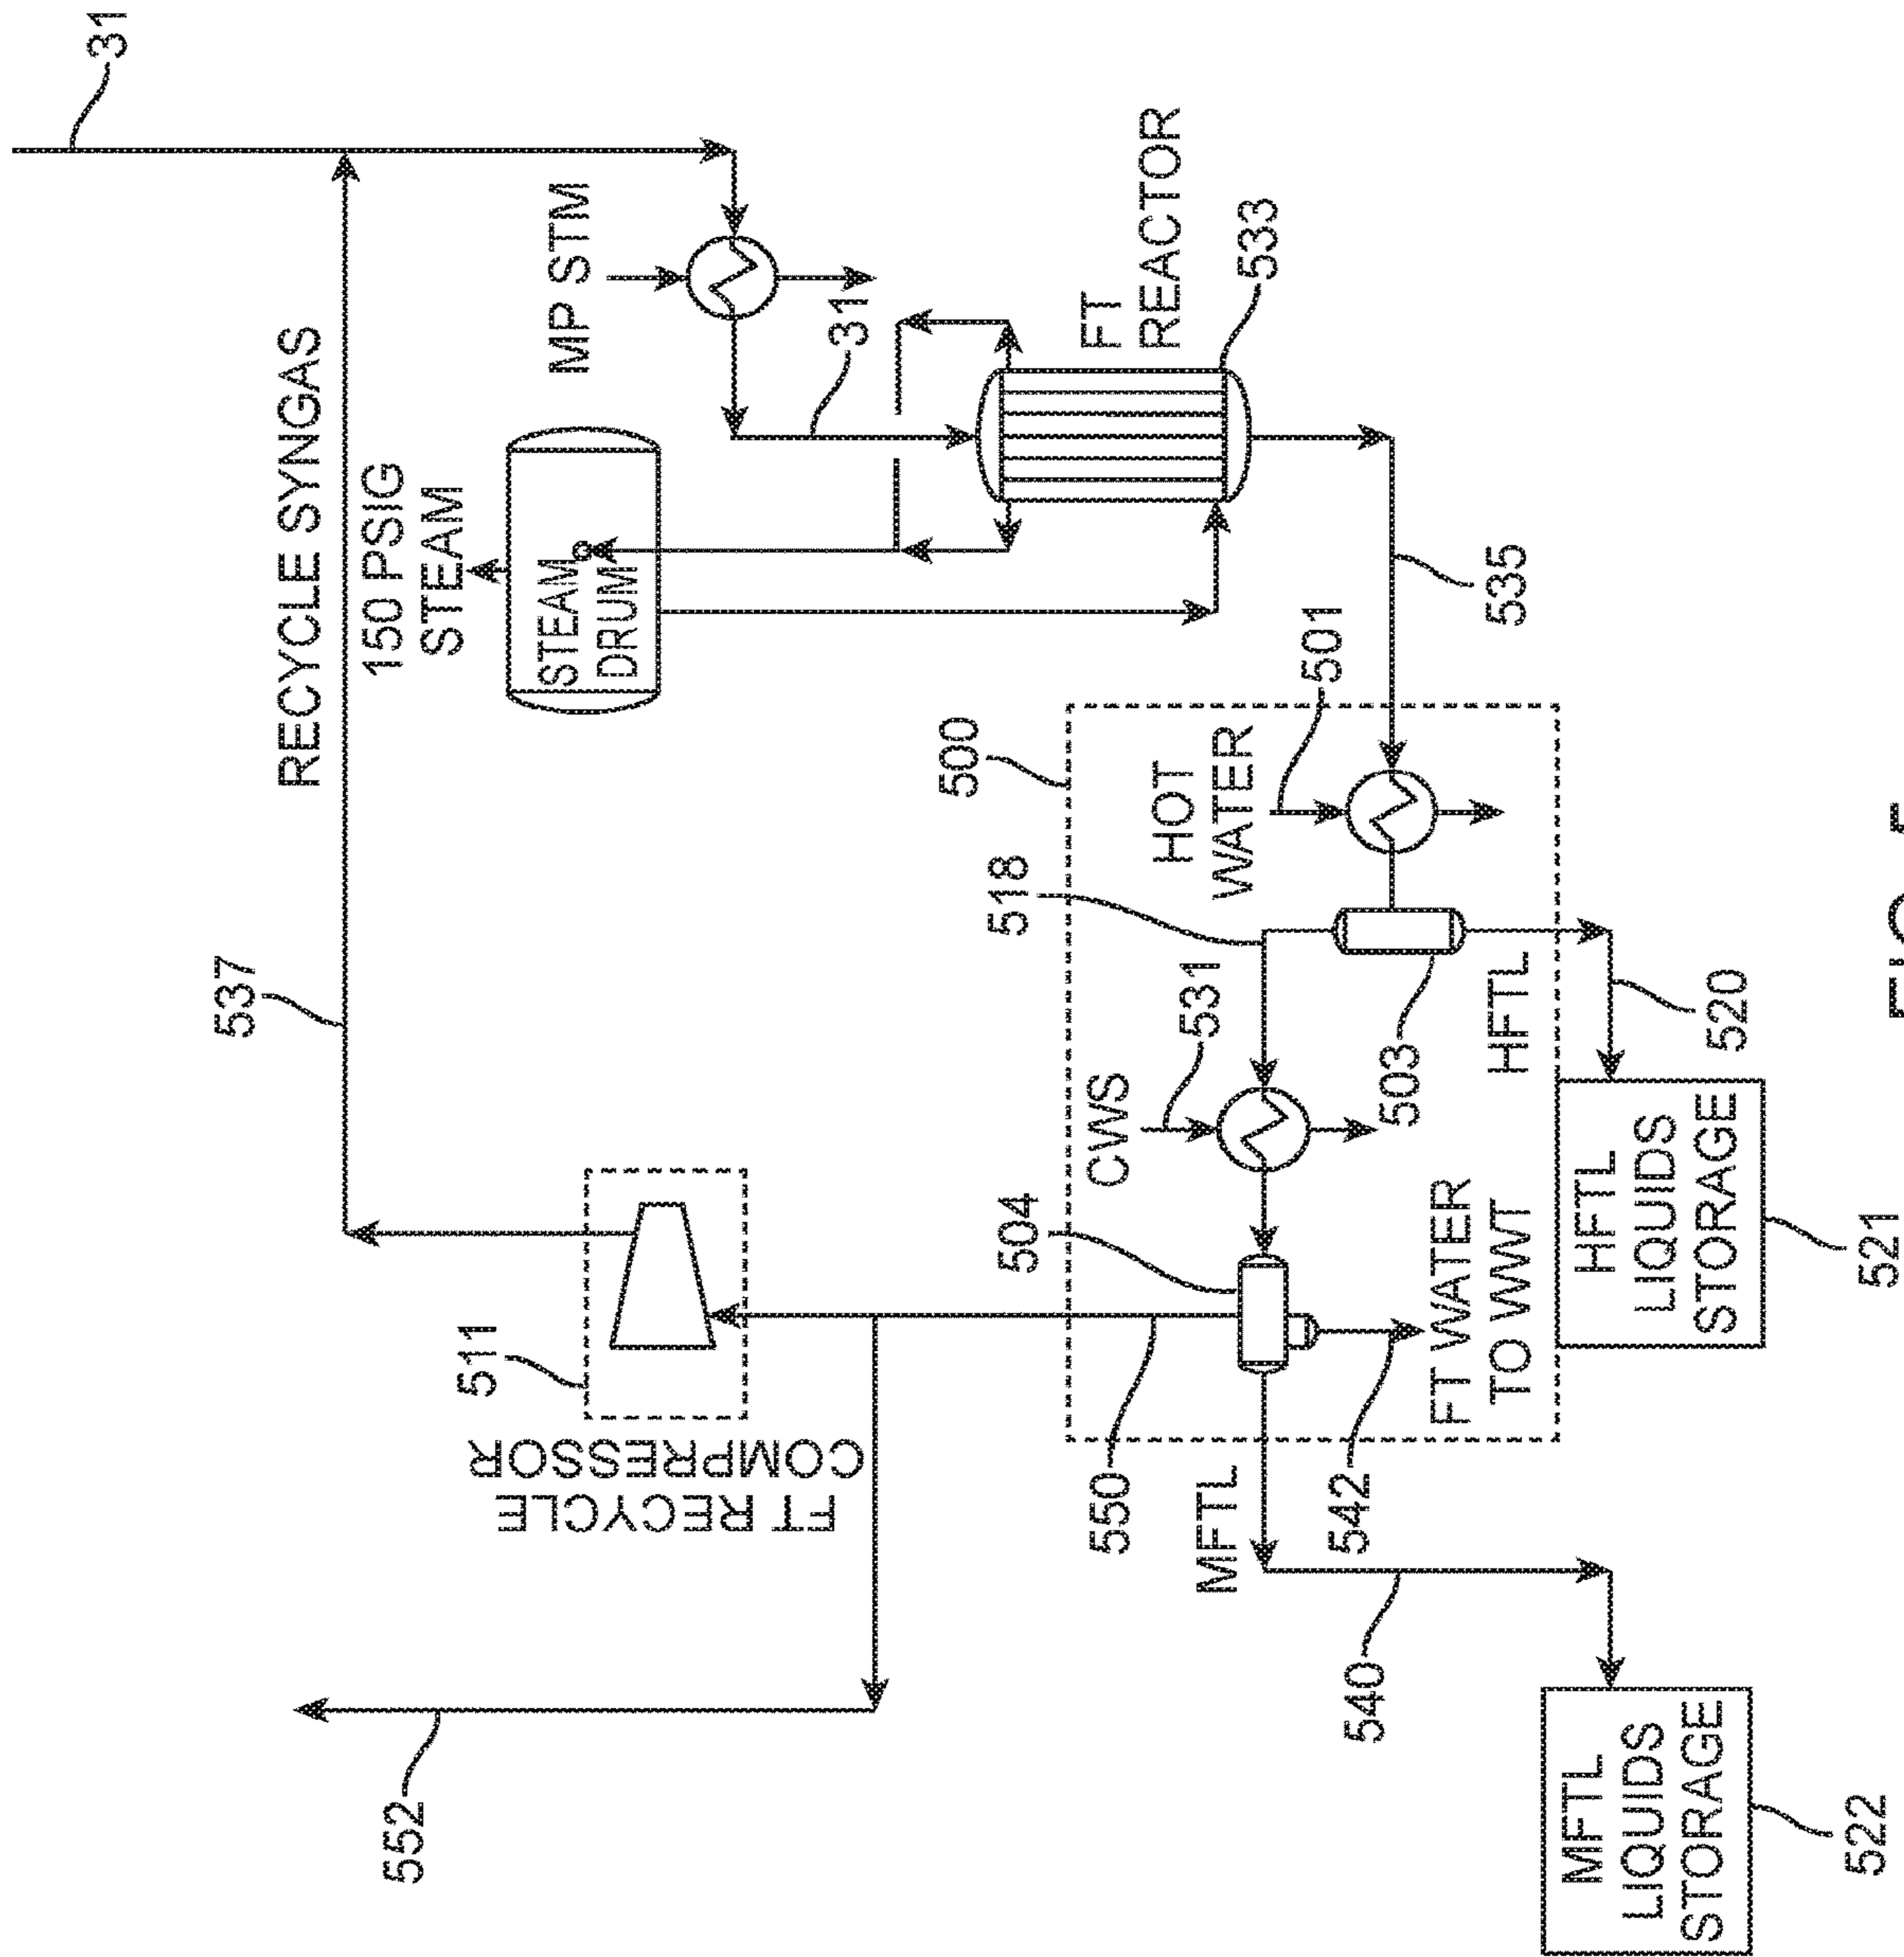 31
RECYCLE SYNGAS
537
150 PSIG
STEAM
MP STM
STEAM
DRUM
31
FT
REACTOR
533
535
511
FT RECYCLE
COMPRESSOR
552
500
HOT
WATER
501
518
CWS
531
504
503
HFTL
520
FT WATER
TO WWT
550
542
MFTL
540
HFTL
LIQUIDS
STORAGE
521
MFTL
LIQUIDS
STORAGE
522